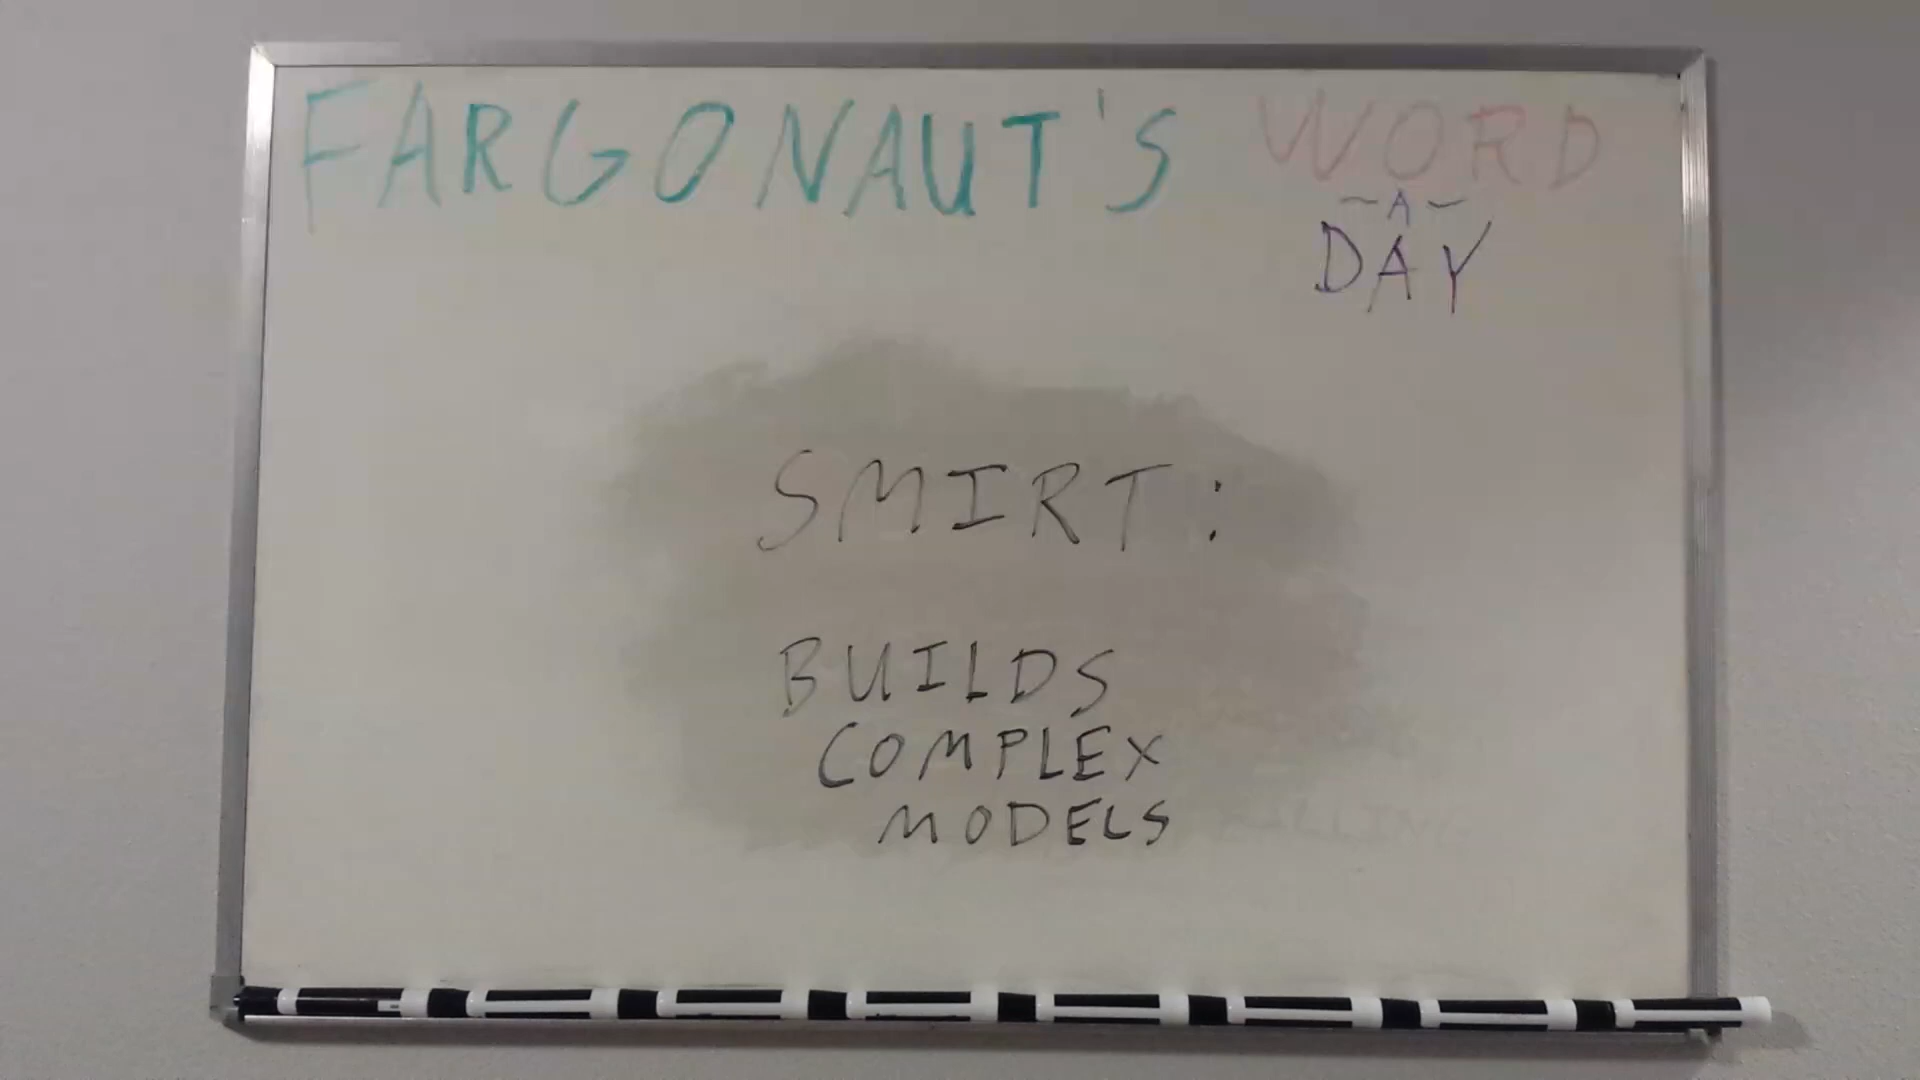 FARGONAUT'S WORD
-A-
DAY
SMIRT:
BUILDS
COMPLEX
MODELS